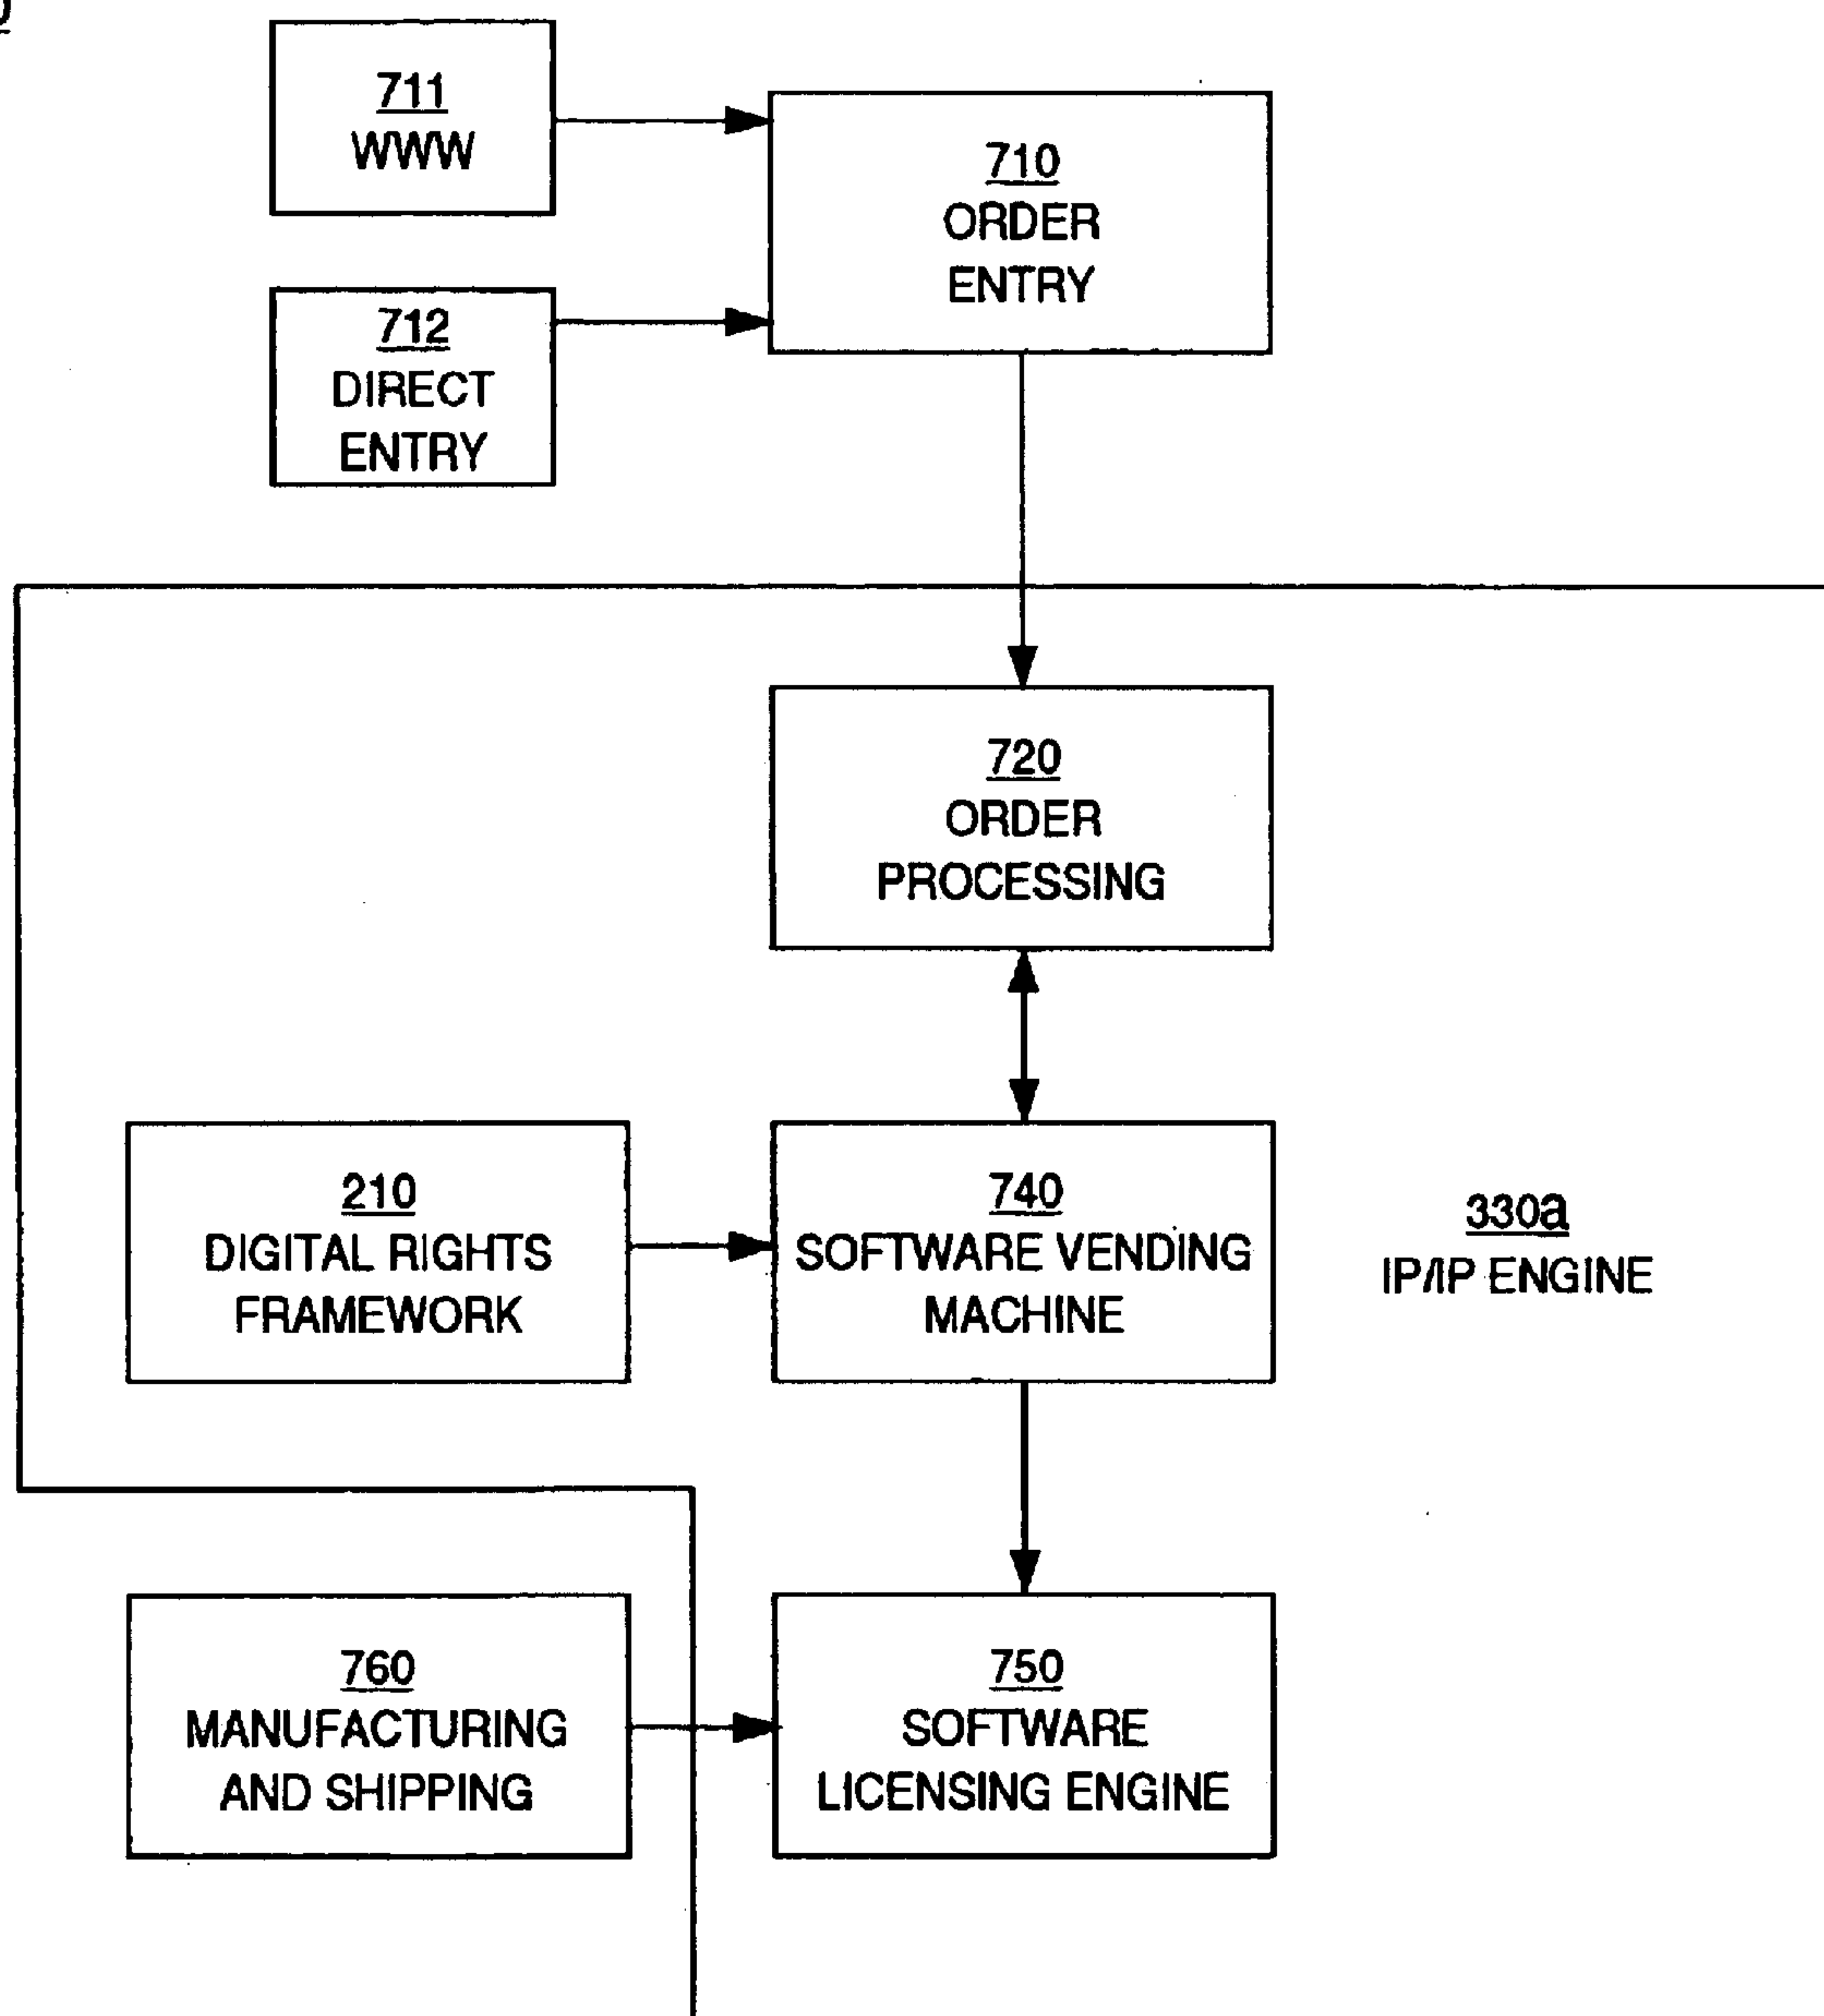 711
WWW
710
ORDER
ENTRY
712
DIRECT
ENTRY
720
ORDER
PROCESSING
210
DIGITAL RIGHTS
FRAMEWORK
740
SOFTWARE VENDING
MACHINE
330a
IP/IP ENGINE
760
MANUFACTURING
AND SHIPPING
750
SOFTWARE
LICENSING ENGINE